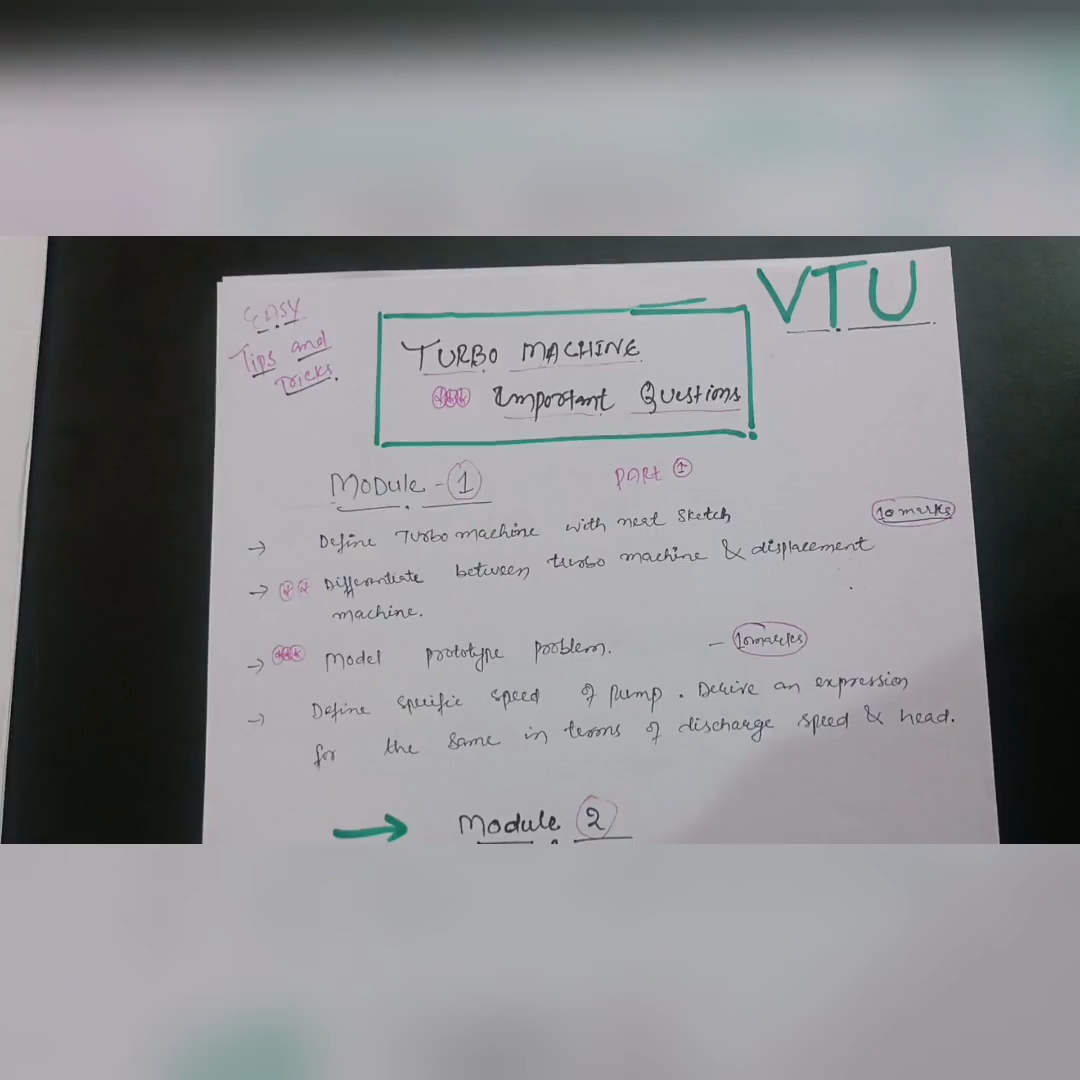 VTU
EASY
Tips and
Tricks.
TURBO MACHINE
Important Questions
Module - 1
PART 1
→ Define Turbo machine with neat sketch
10 marks
→ Differentiate between turbo machine & displacement
machine.
→ Model prototype problem. - 10 marks
→ Define specific speed of pump. Derive an expression
for the same in terms of discharge speed & head.
→ Module 2